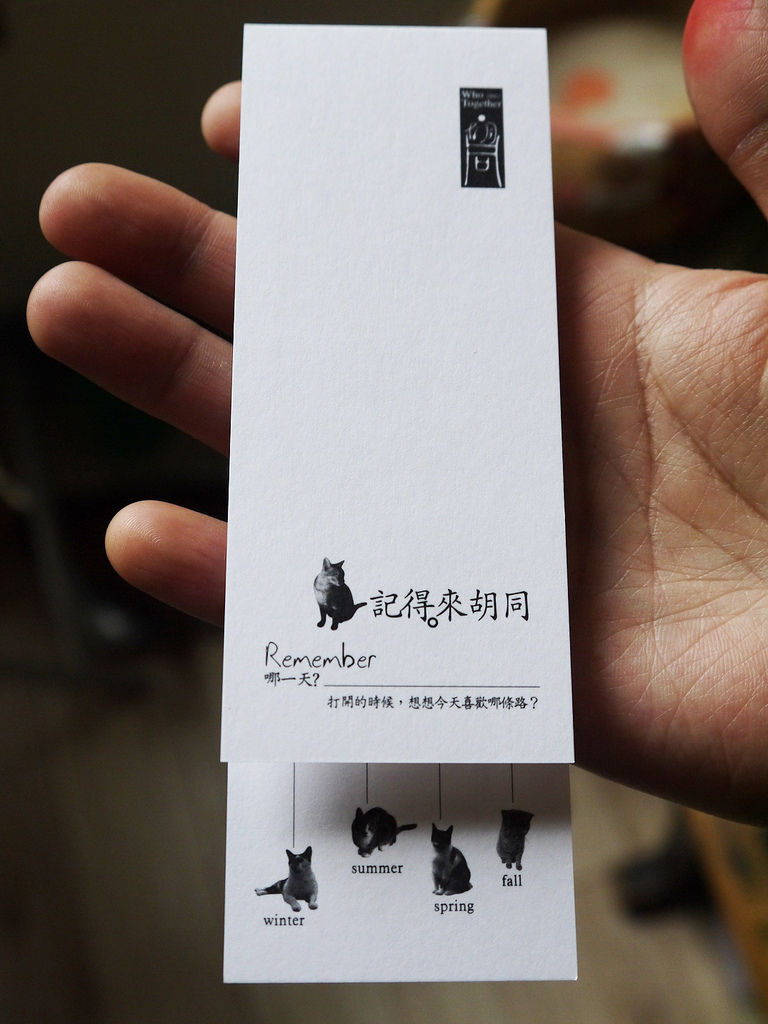 Who
Together
記得。來胡同
Remember
哪一天?
打開的時候，想想今天喜歡哪條路？
winter
summer
spring
fall